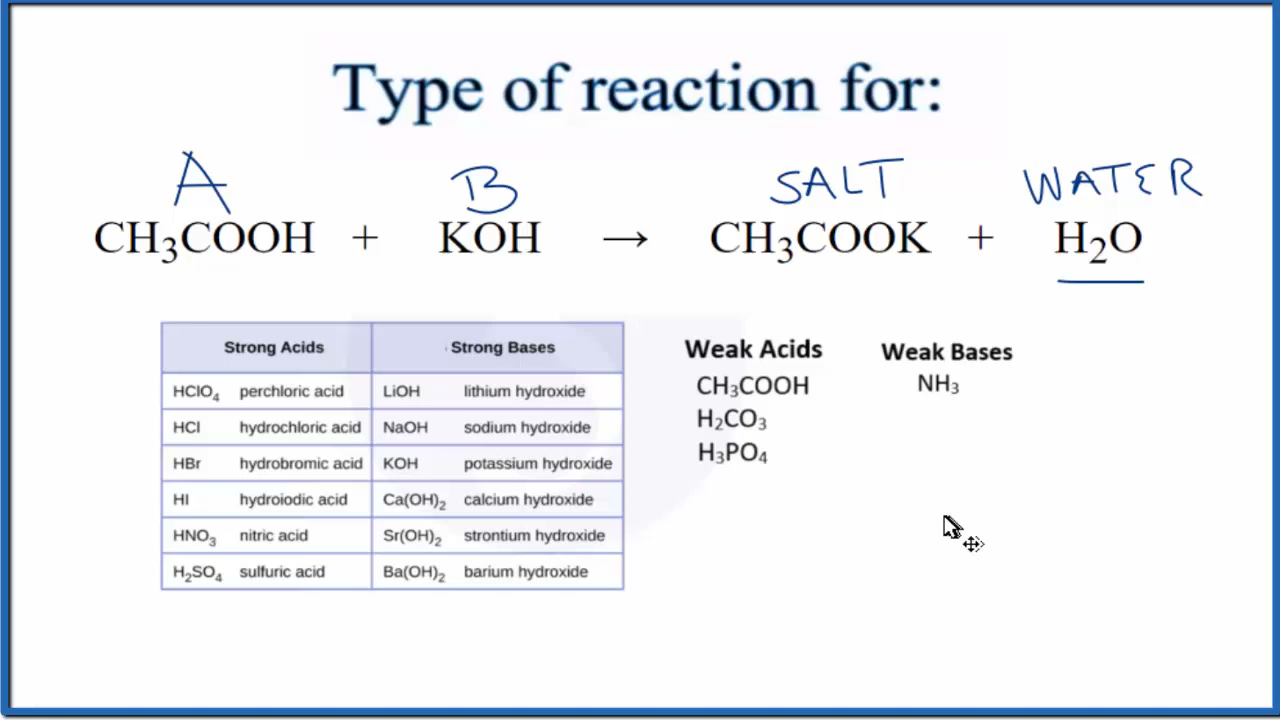 Type of reaction for:
A B SALT WATER
CH₃COOH + KOH → CH₃COOK + H₂O
Strong Acids Strong Bases
HClO₄ perchloric acid LiOH lithium hydroxide
HCl hydrochloric acid NaOH sodium hydroxide
HBr hydrobromic acid KOH potassium hydroxide
HI hydroiodic acid Ca(OH)₂ calcium hydroxide
HNO₃ nitric acid Sr(OH)₂ strontium hydroxide
H₂SO₄ sulfuric acid Ba(OH)₂ barium hydroxide
Weak Acids Weak Bases
CH₃COOH NH₃
H₂CO₃
H₃PO₄